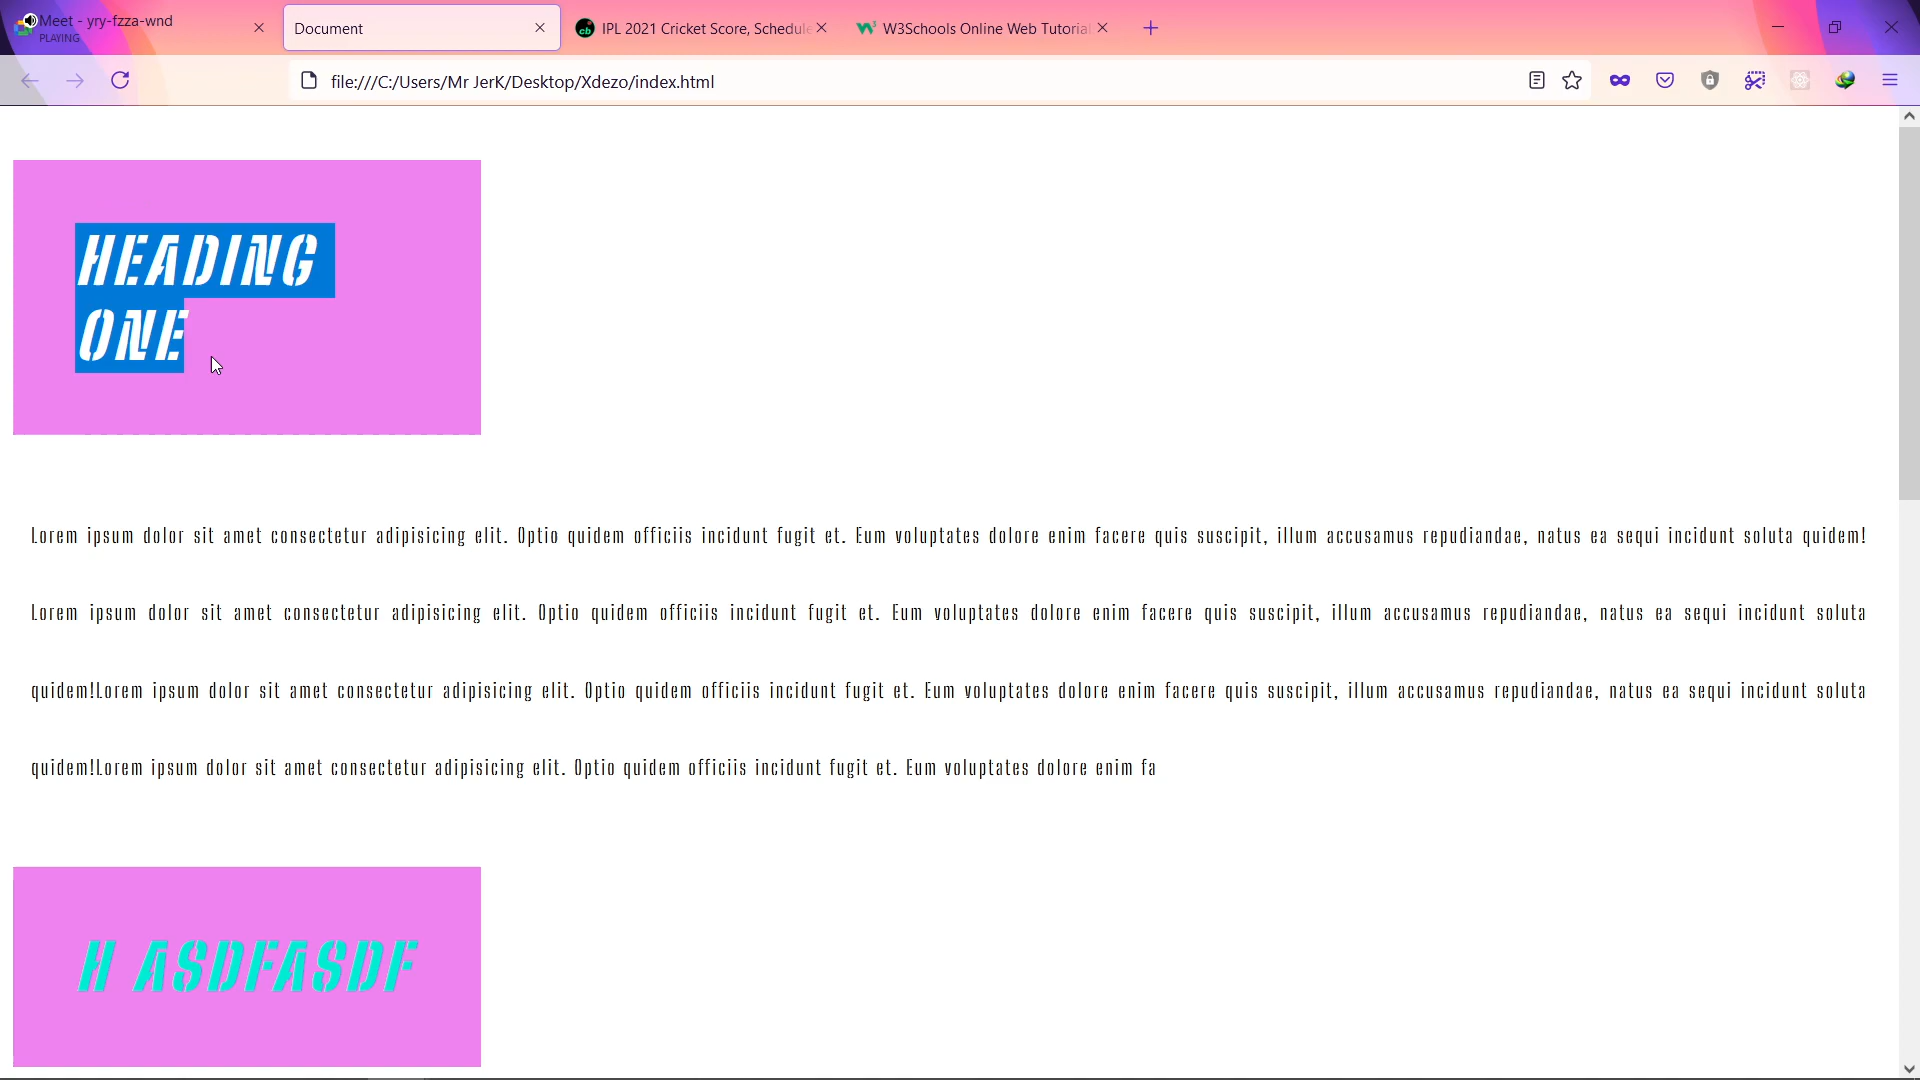 Meet - yry-fzza-wnd
PLAYING
Document
IPL 2021 Cricket Score, Schedule
W3Schools Online Web Tutorial
file:///C:/Users/Mr JerK/Desktop/Xdezo/index.html
HEADING
ONE
Lorem ipsum dolor sit amet consectetur adipisicing elit. Optio quidem officiis incidunt fugit et. Eum voluptates dolore enim facere quis suscipit, illum accusamus repudiandae, natus ea sequi incidunt soluta quidem!
Lorem ipsum dolor sit amet consectetur adipisicing elit. Optio quidem officiis incidunt fugit et. Eum voluptates dolore enim facere quis suscipit, illum accusamus repudiandae, natus ea sequi incidunt soluta
quidem!Lorem ipsum dolor sit amet consectetur adipisicing elit. Optio quidem officiis incidunt fugit et. Eum voluptates dolore enim facere quis suscipit, illum accusamus repudiandae, natus ea sequi incidunt soluta
quidem!Lorem ipsum dolor sit amet consectetur adipisicing elit. Optio quidem officiis incidunt fugit et. Eum voluptates dolore enim fa
H ASDFASDF